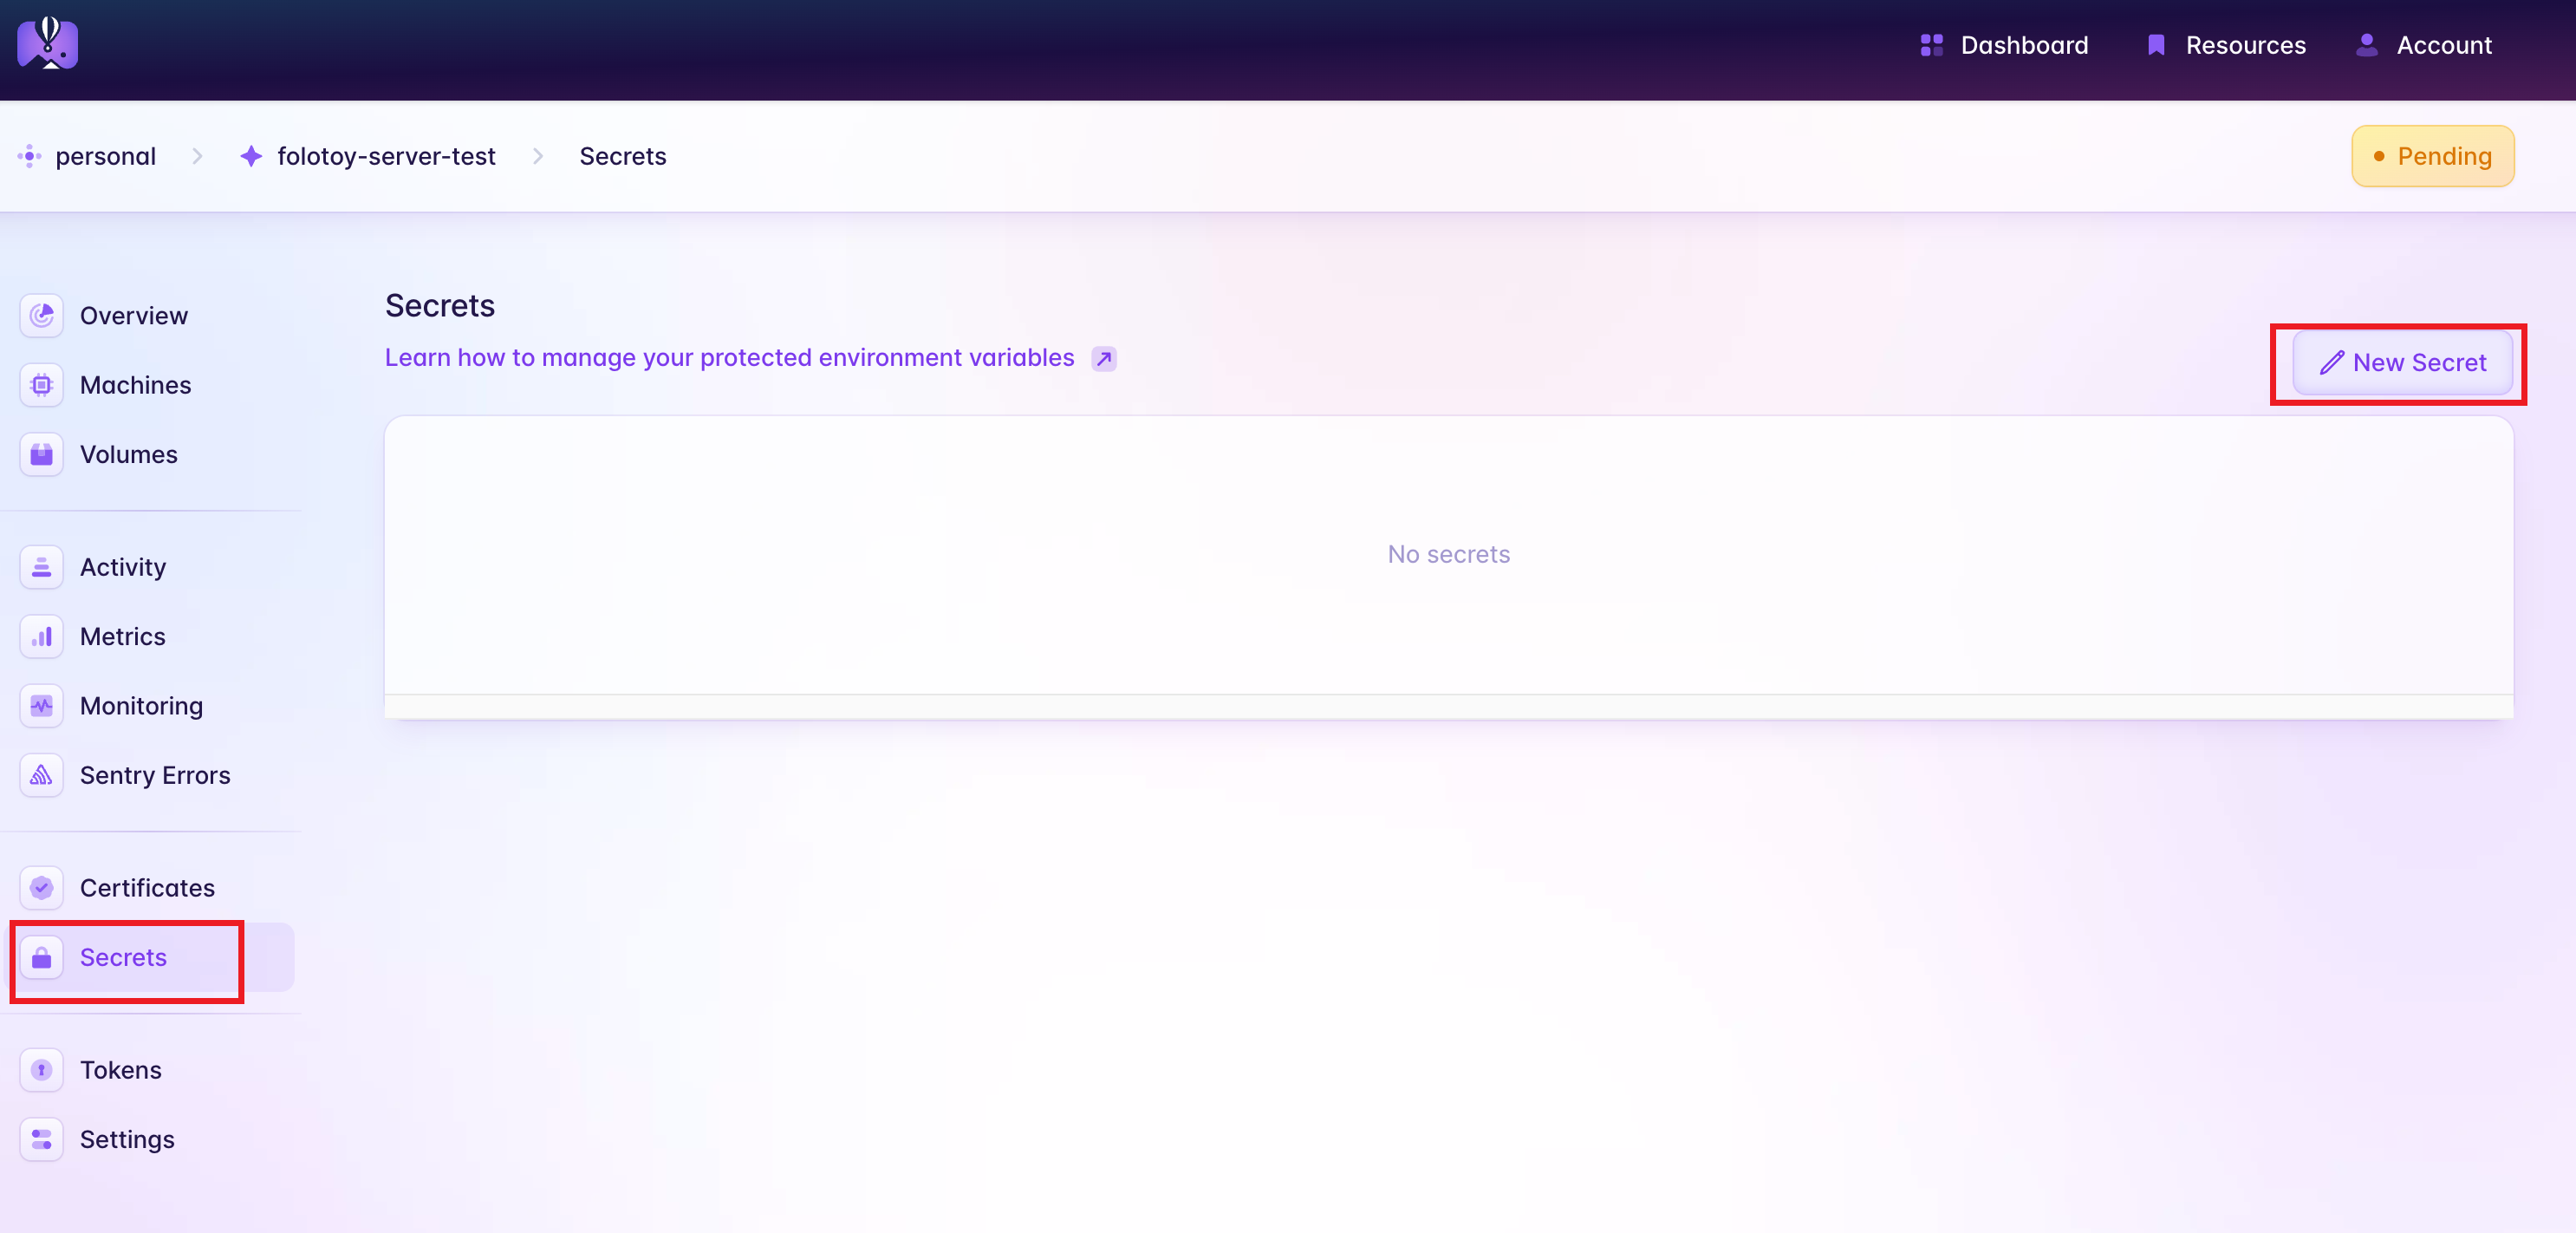 Dashboard
Resources
Account
personal
folotoy-server-test
Secrets
Pending
Overview
Machines
Volumes
Activity
Metrics
Monitoring
Sentry Errors
Certificates
Secrets
Tokens
Settings
Secrets
Learn how to manage your protected environment variables
New Secret
No secrets